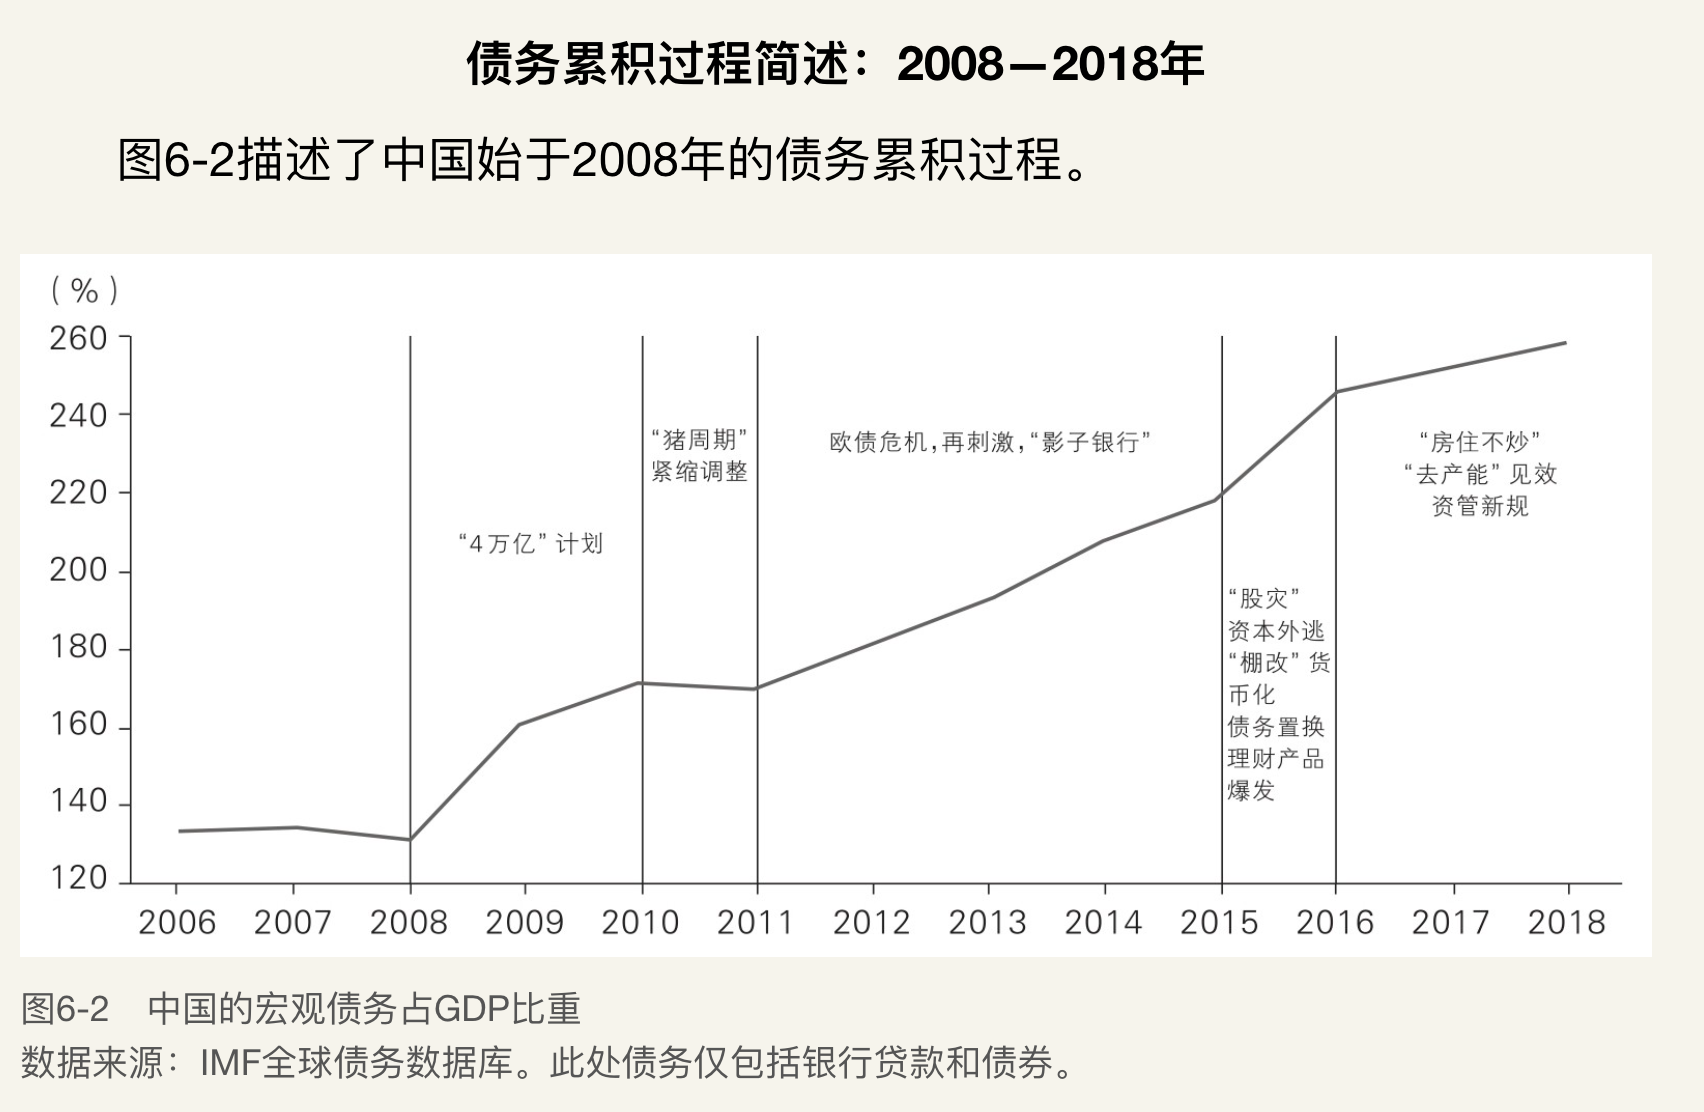 债务累积过程简述：2008—2018年
图6-2描述了中国始于2008年的债务累积过程。
(%)
260
240
220
200
180
160
140
120
“4万亿”计划
“猪周期”
紧缩调整
欧债危机,再刺激,“影子银行”
“股灾”
资本外逃
“棚改”货
币化
债务置换
理财产品
爆发
“房住不炒”
“去产能”见效
资管新规
2006 2007 2008 2009 2010 2011 2012 2013 2014 2015 2016 2017 2018
图6-2 中国的宏观债务占GDP比重
数据来源：IMF全球债务数据库。此处债务仅包括银行贷款和债券。